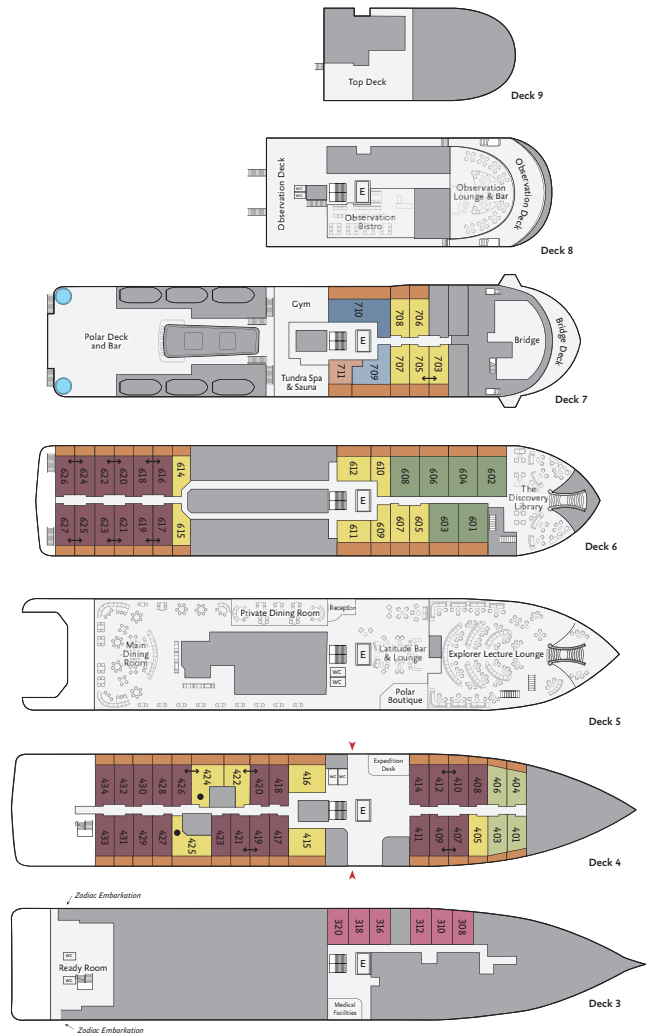 Top Deck
Deck 9
Observation Deck
WC
WC
E
Observation
Bistro
Observation
Lounge & Bar
Observation Deck
Deck 8
Polar Deck
and Bar
Gym
Tundra Spa
& Sauna
E
710
708
706
711
709
707
705
703
Bridge
Bridge Deck
Deck 7
626
624
622
620
618
616
614
612
610
608
606
604
602
627
625
623
621
619
617
615
611
609
607
605
603
601
E
The
Discovery
Library
Deck 6
Main
Dining
Room
Private Dining Room
Reception
E
WC
WC
Latitude Bar
& Lounge
Polar
Boutique
Explorer Lecture Lounge
Deck 5
434
432
430
428
426
424
422
420
418
416
WC
WC
Expedition
Desk
414
412
410
408
406
404
433
431
429
427
425
423
421
419
417
415
E
411
409
407
405
403
401
Deck 4
Zodiac Embarkation
WC
Ready Room
WC
320
318
316
312
310
308
E
Medical
Facilities
Deck 3
Zodiac Embarkation